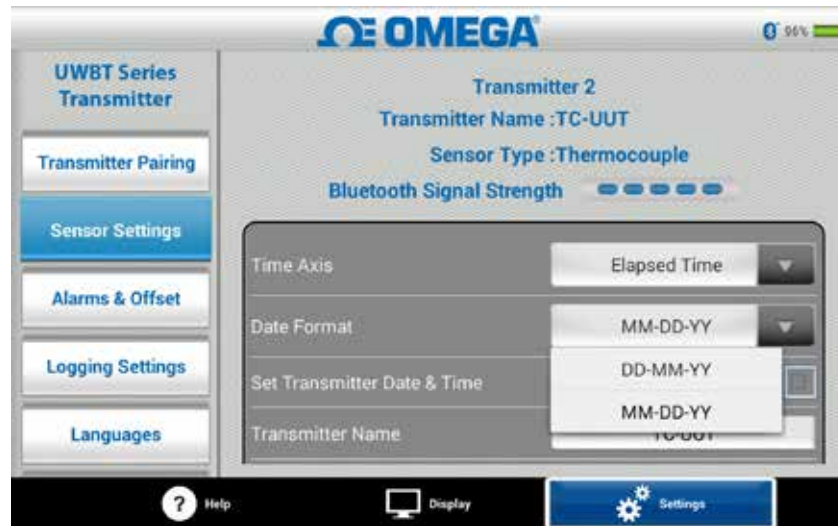 OMEGA
96%
UWBT Series
Transmitter
Transmitter Pairing
Sensor Settings
Alarms & Offset
Logging Settings
Languages
Transmitter 2
Transmitter Name :TC-UUT
Sensor Type :Thermocouple
Bluetooth Signal Strength
Time Axis
Elapsed Time
Date Format
MM-DD-YY
DD-MM-YY
MM-DD-YY
Set Transmitter Date & Time
Transmitter Name
TC-UUT
? Help
Display
Settings